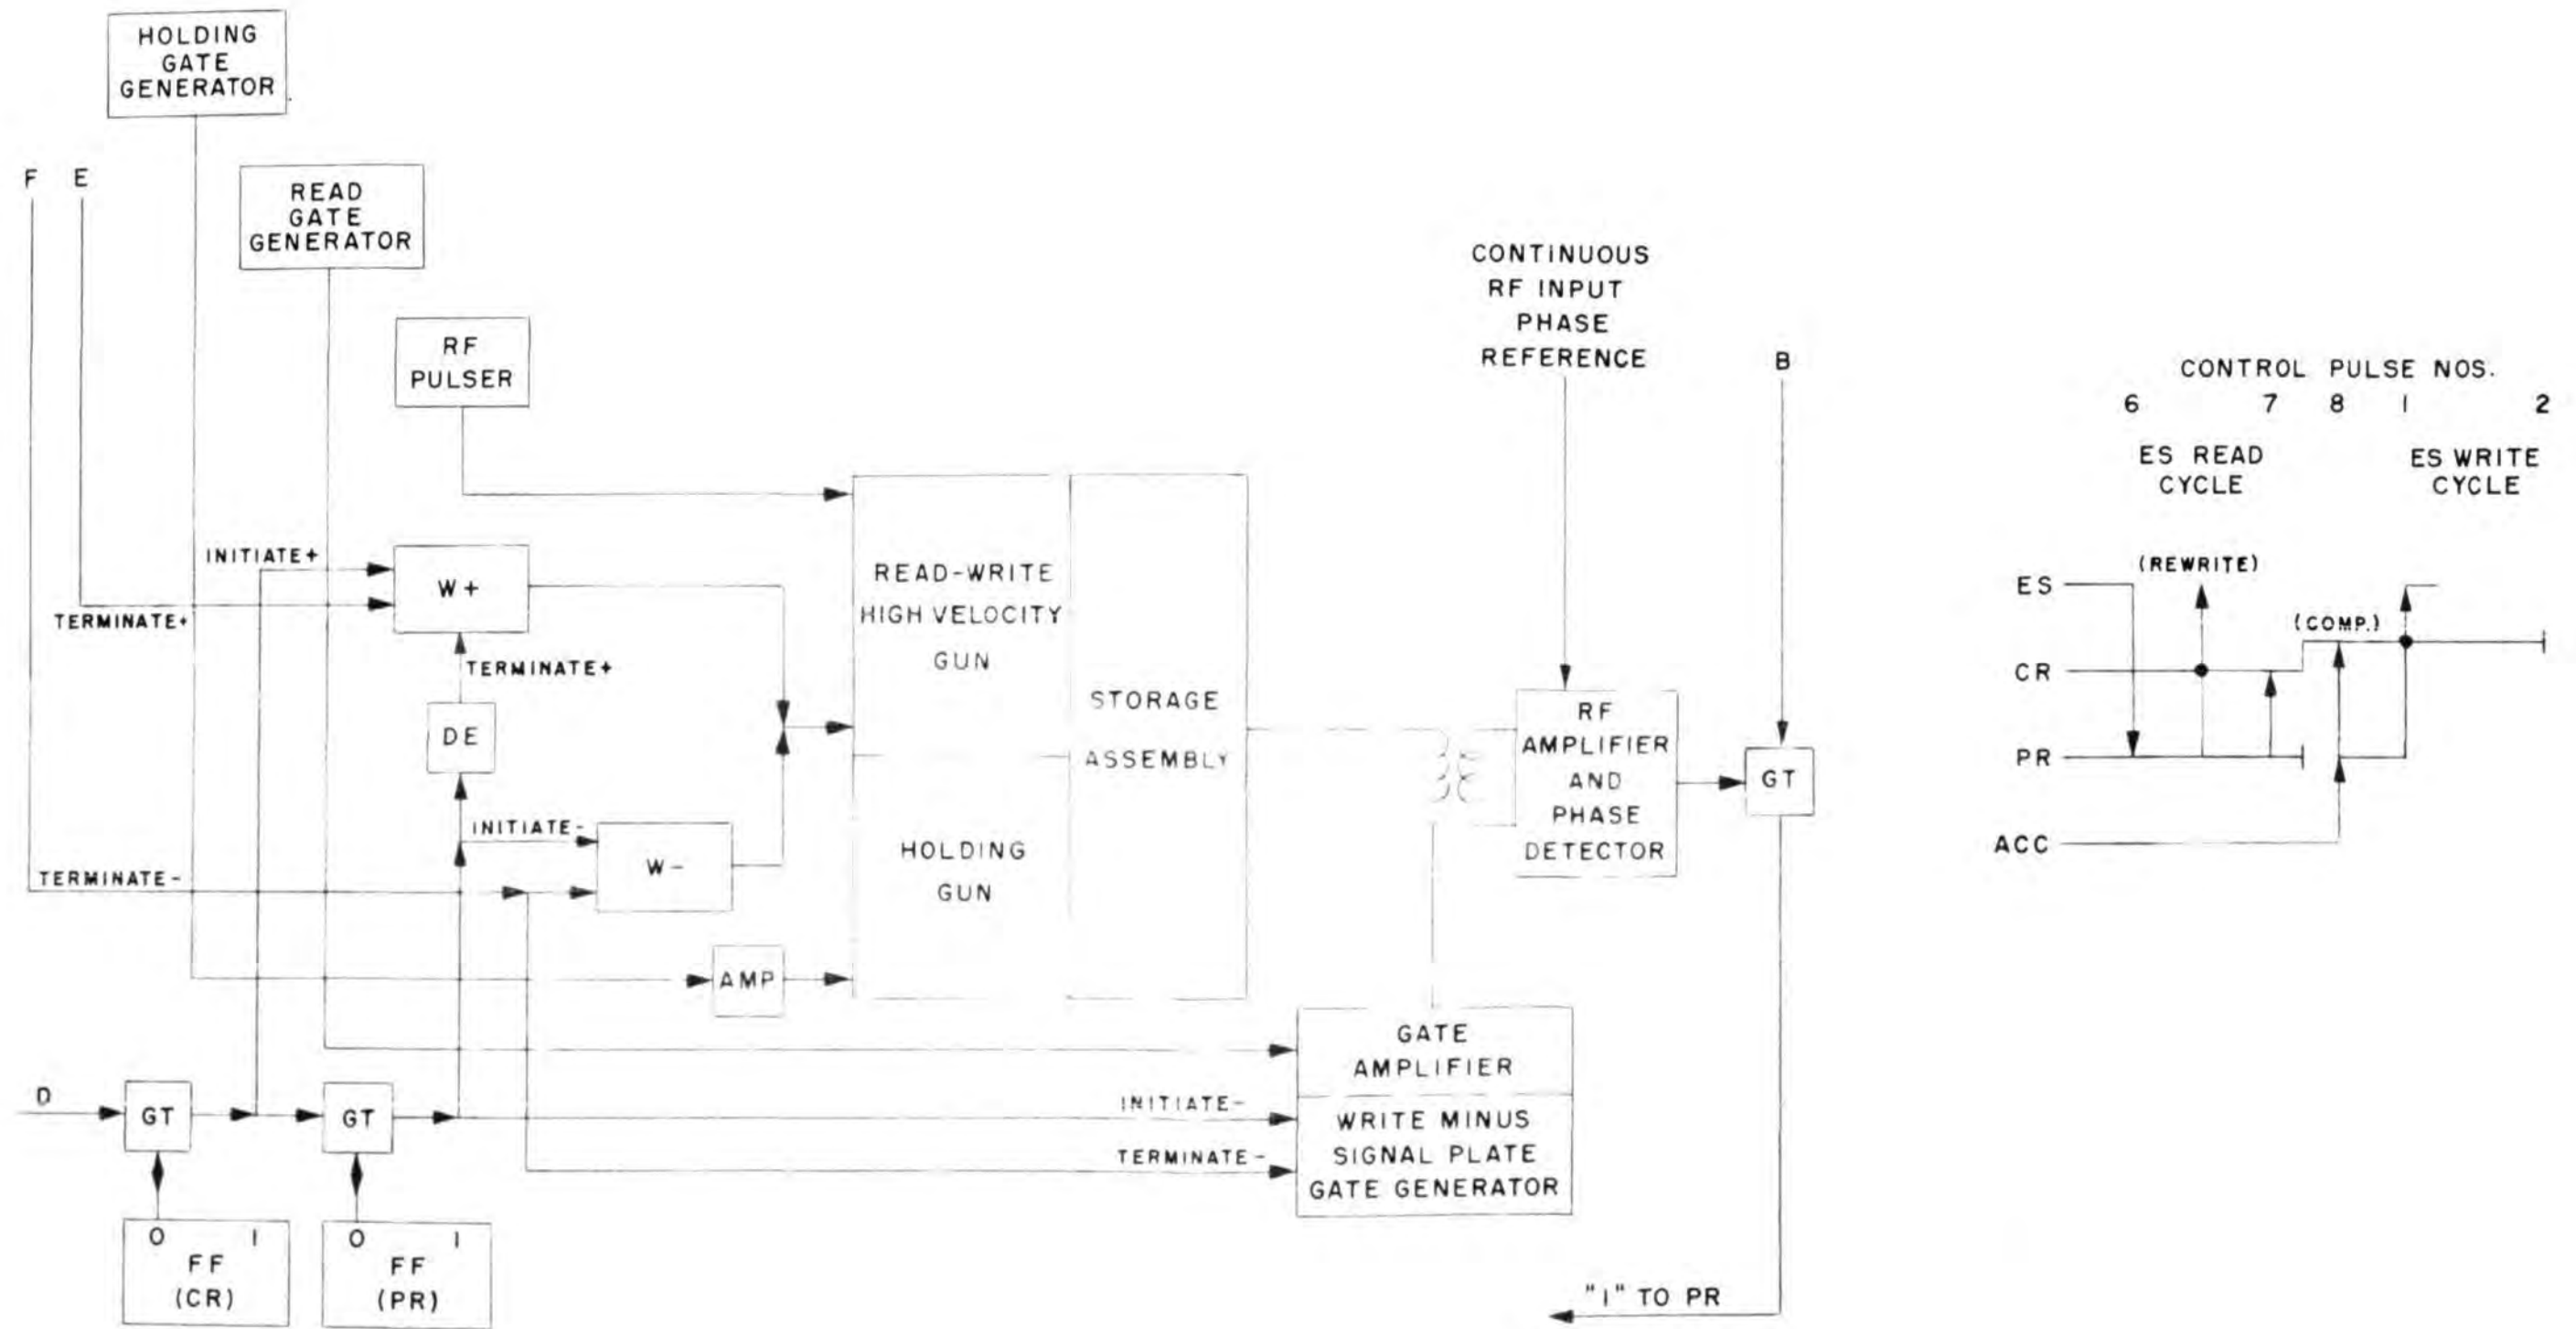 HOLDING
GATE
GENERATOR
F E
READ
GATE
GENERATOR
RF
PULSER
CONTINUOUS
RF INPUT
PHASE
REFERENCE
B
CONTROL PULSE NOS.
6 7 8 1 2
ES READ
CYCLE
ES WRITE
CYCLE
INITIATE+
W+
TERMINATE+
TERMINATE+
DE
INITIATE-
W-
TERMINATE-
AMP
READ-WRITE
HIGH VELOCITY
GUN
HOLDING
GUN
STORAGE
ASSEMBLY
RF
AMPLIFIER
AND
PHASE
DETECTOR
GT
(REWRITE)
ES
(COMP.)
CR
PR
ACC
GATE
AMPLIFIER
D
GT
GT
INITIATE-
TERMINATE-
WRITE MINUS
SIGNAL PLATE
GATE GENERATOR
0 1
FF
(CR)
0 1
FF
(PR)
"1" TO PR